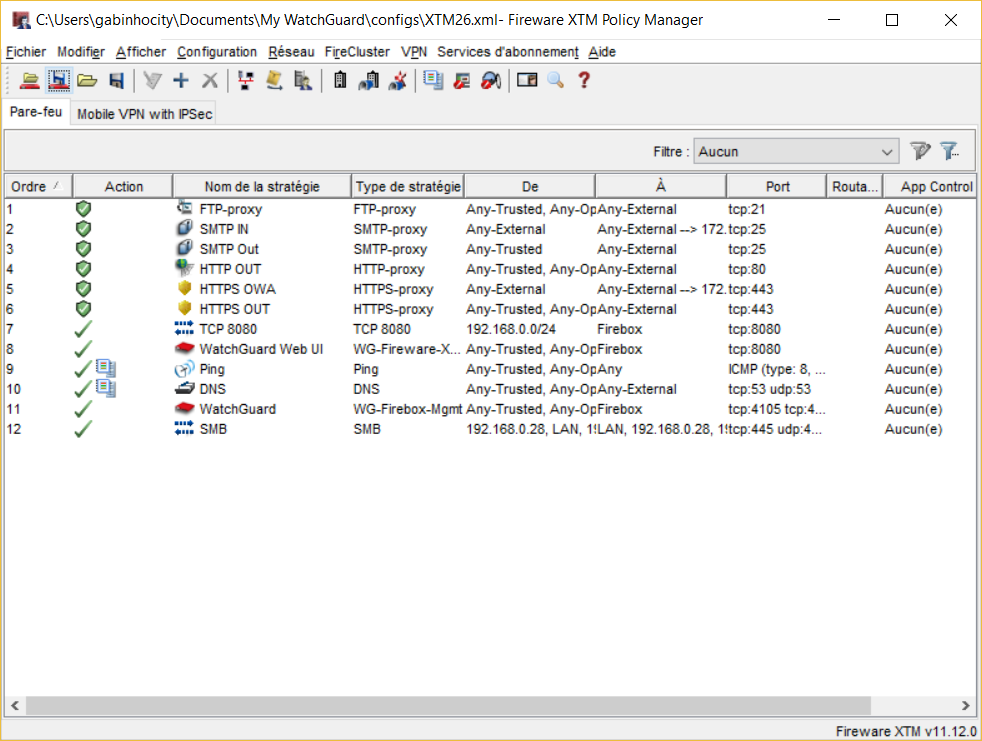 C:\Users\gabinhocity\Documents\My WatchGuard\configs\XTM26.xml- Fireware XTM Policy Manager
Fichier Modifier Afficher Configuration Réseau FireCluster VPN Services d'abonnement Aide
Pare-feu Mobile VPN with IPSec
Filtre : Aucun
Ordre Action Nom de la stratégie Type de stratégie De À Port Routa... App Control
1 FTP-proxy FTP-proxy Any-Trusted, Any-Op Any-External tcp:21 Aucun(e)
2 SMTP IN SMTP-proxy Any-External Any-External --> 172. tcp:25 Aucun(e)
3 SMTP Out SMTP-proxy Any-Trusted Any-External tcp:25 Aucun(e)
4 HTTP OUT HTTP-proxy Any-Trusted, Any-Op Any-External tcp:80 Aucun(e)
5 HTTPS OWA HTTPS-proxy Any-External Any-External --> 172. tcp:443 Aucun(e)
6 HTTPS OUT HTTPS-proxy Any-Trusted, Any-Op Any-External tcp:443 Aucun(e)
7 TCP 8080 TCP 8080 192.168.0.0/24 Firebox tcp:8080 Aucun(e)
8 WatchGuard Web UI WG-Fireware-X... Any-Trusted, Any-Op Firebox tcp:8080 Aucun(e)
9 Ping Ping Any-Trusted, Any-Op Any ICMP (type: 8, ... Aucun(e)
10 DNS DNS Any-Trusted, Any-Op Any-External tcp:53 udp:53 Aucun(e)
11 WatchGuard WG-Firebox-Mgmt Any-Trusted, Any-Op Firebox tcp:4105 tcp:4... Aucun(e)
12 SMB SMB 192.168.0.28, LAN, 1 LAN, 192.168.0.28, 1 tcp:445 udp:4... Aucun(e)
Fireware XTM v11.12.0